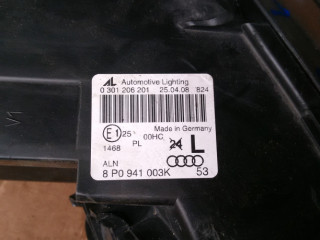 AL Automotive Lighting
0 301 206 201 25.04.08 824
Made in Germany
E1 25 00HC 24 L
1468 PL
ALN
8 P0 941 003K 53
V1